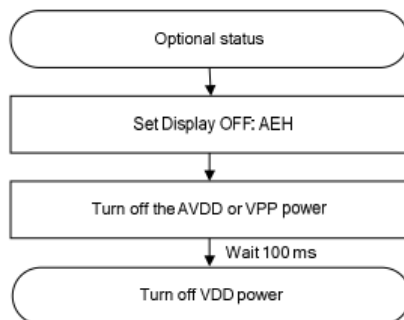 Optional status
Set Display OFF: AEH
Turn off the AVDD or VPP power
Wait 100 ms
Turn off VDD power